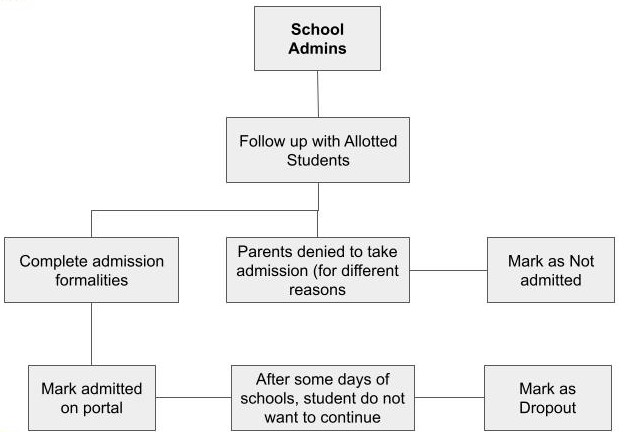 School
Admins
Follow up with Allotted
Students
Complete admission
formalities
Parents denied to take
admission (for different
reasons
Mark as Not
admitted
Mark admitted
on portal
After some days of
schools, student do not
want to continue
Mark as
Dropout